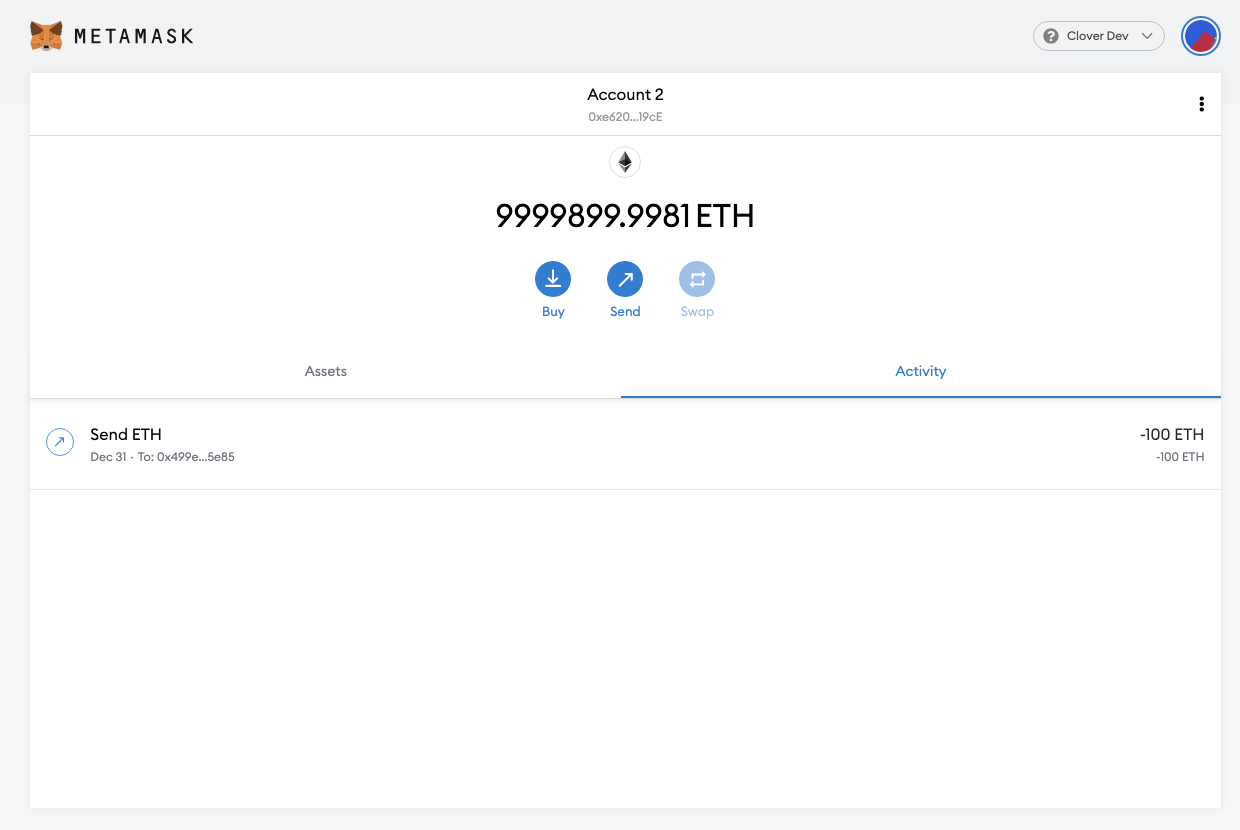 METAMASK
? Clover Dev
Account 2
0xe620...19cE
9999899.9981 ETH
Buy Send Swap
Assets Activity
Send ETH -100 ETH
Dec 31 · To: 0x499e...5e85 -100 ETH